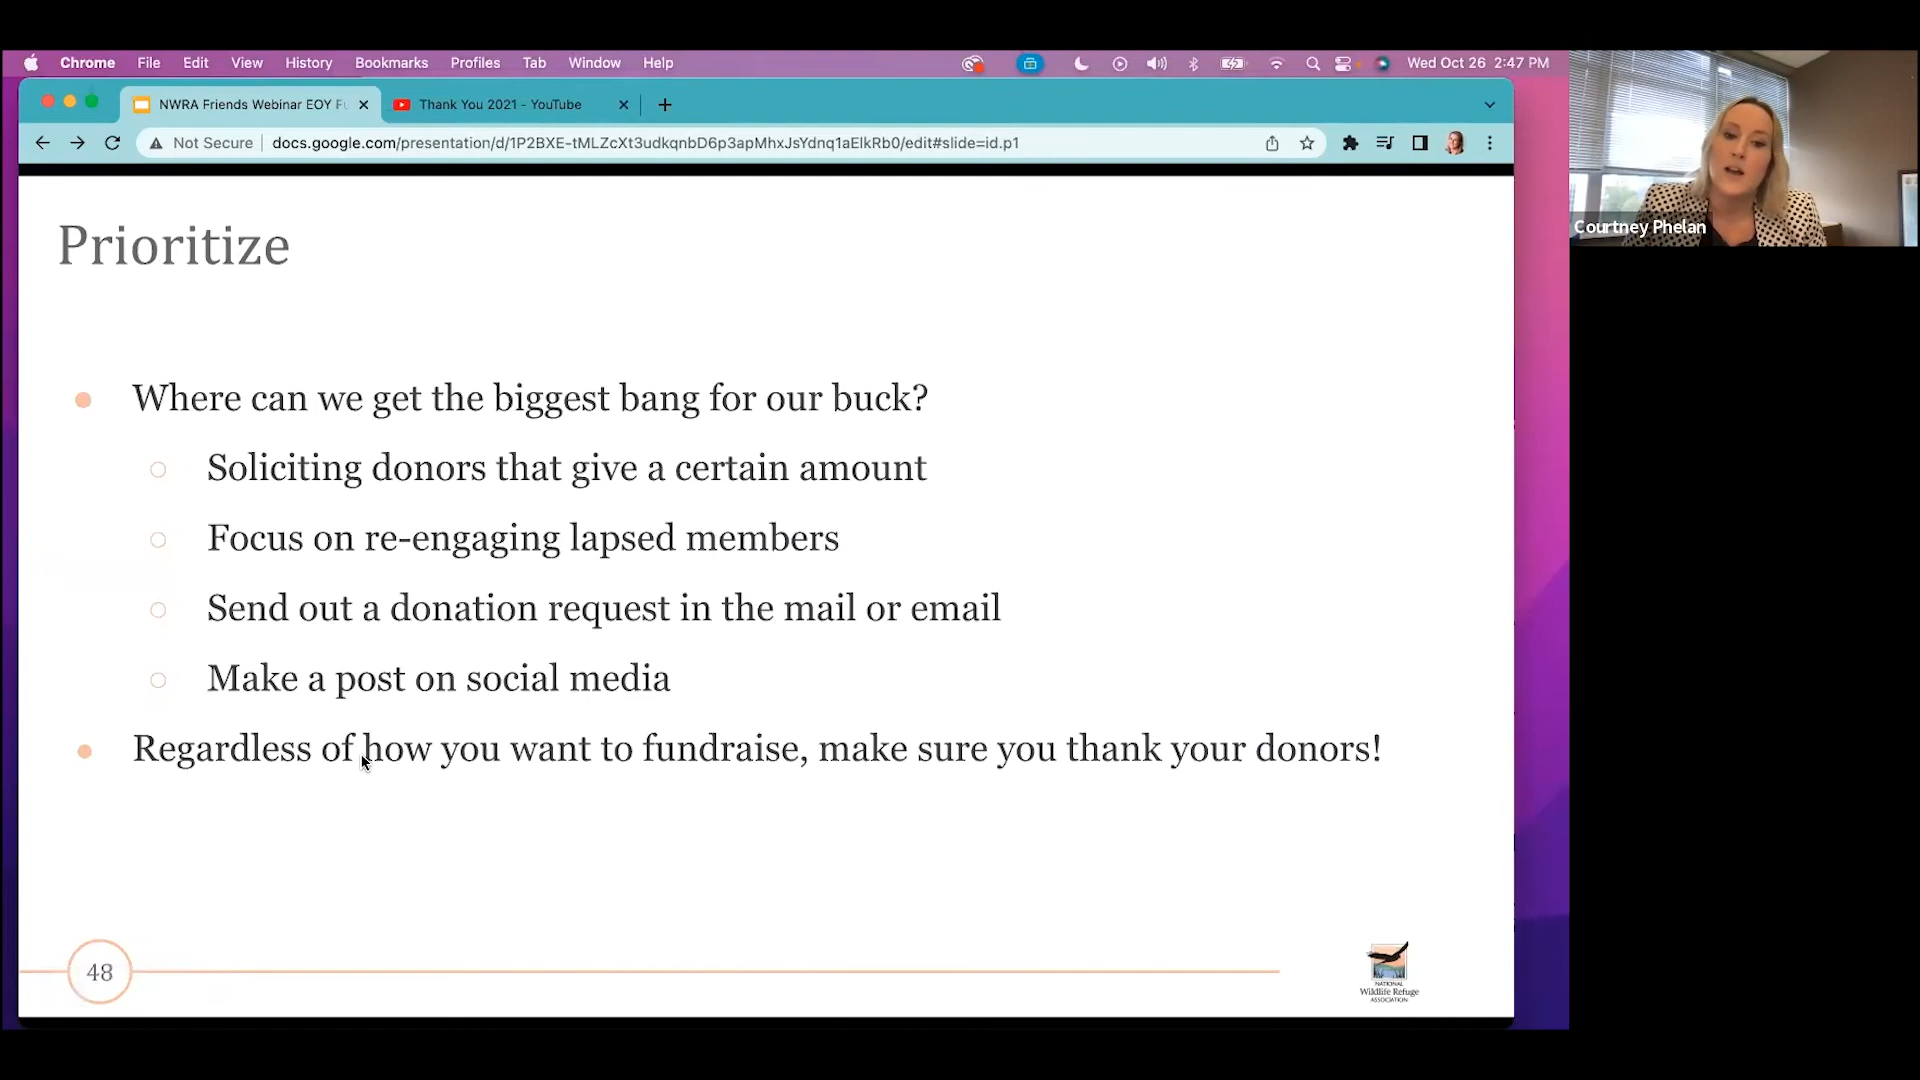 Chrome File Edit View History Bookmarks Profiles Tab Window Help Wed Oct 26 2:47 PM
NWRA Friends Webinar EOY Fu Thank You 2021 - YouTube
Not Secure docs.google.com/presentation/d/1P2BXE-tMLZcXt3udkqnbD6p3apMhxJsYdnq1aElkRb0/edit#slide=id.p1
Courtney Phelan
Prioritize
Where can we get the biggest bang for our buck?
Soliciting donors that give a certain amount
Focus on re-engaging lapsed members
Send out a donation request in the mail or email
Make a post on social media
Regardless of how you want to fundraise, make sure you thank your donors!
48
NATIONAL
Wildlife Refuge
ASSOCIATION